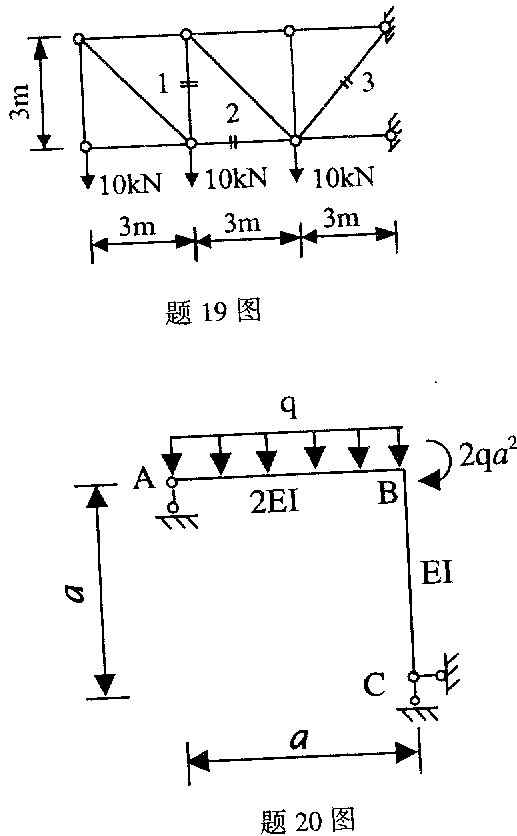 1
3
2
3m
10kN 10kN 10kN
3m 3m 3m
题 19 图
q
2qa²
A
B
2EI
a
EI
C
a
题 20 图